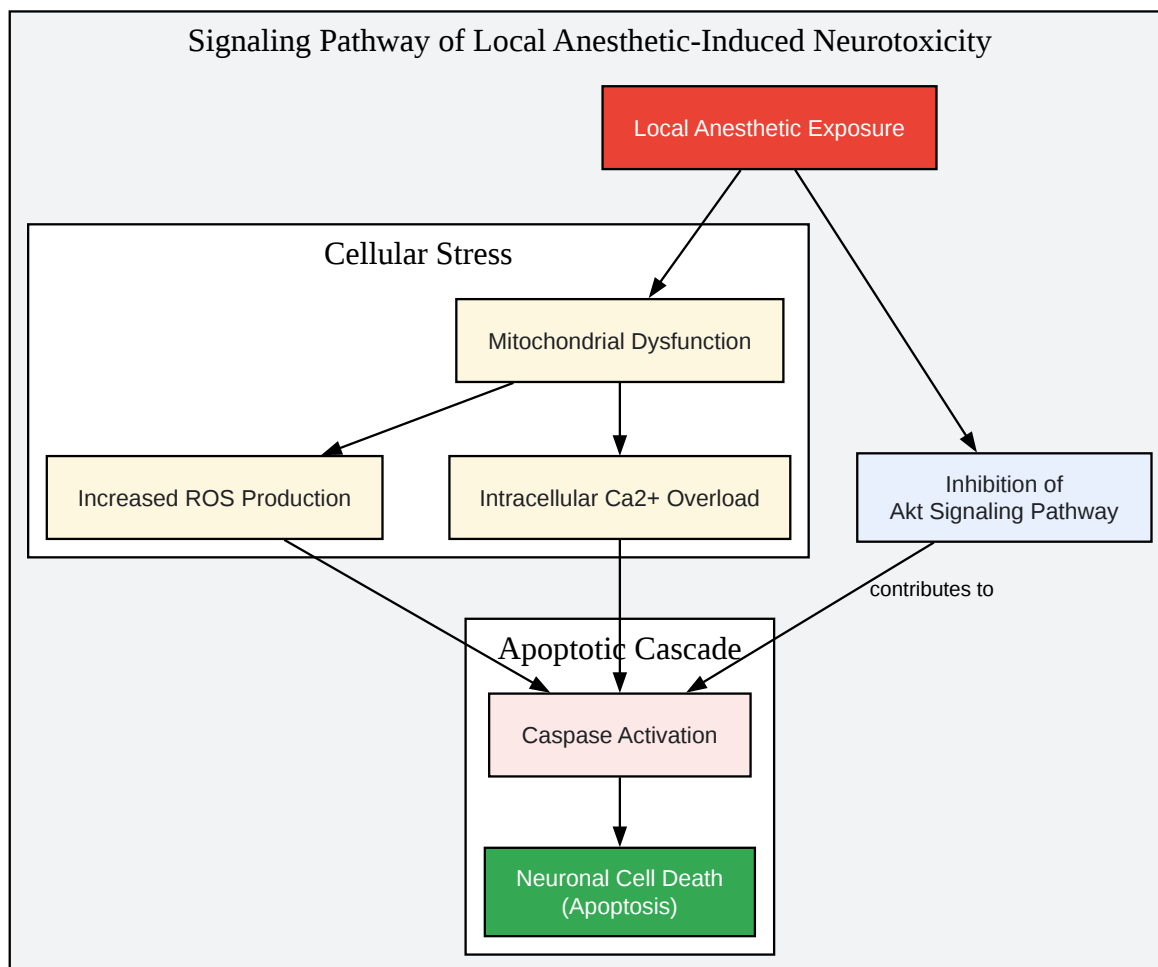 Signaling Pathway of Local Anesthetic-Induced Neurotoxicity
Local Anesthetic Exposure
Cellular Stress
Mitochondrial Dysfunction
Increased ROS Production
Intracellular Ca2+ Overload
Inhibition of
Akt Signaling Pathway
contributes to
Apoptotic Cascade
Caspase Activation
Neuronal Cell Death
(Apoptosis)